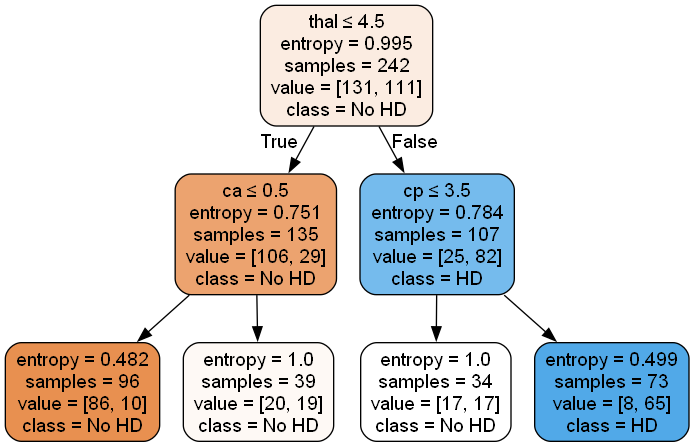 thal ≤ 4.5
entropy = 0.995
samples = 242
value = [131, 111]
class = No HD
True
False
ca ≤ 0.5
entropy = 0.751
samples = 135
value = [106, 29]
class = No HD
cp ≤ 3.5
entropy = 0.784
samples = 107
value = [25, 82]
class = HD
entropy = 0.482
samples = 96
value = [86, 10]
class = No HD
entropy = 1.0
samples = 39
value = [20, 19]
class = No HD
entropy = 1.0
samples = 34
value = [17, 17]
class = No HD
entropy = 0.499
samples = 73
value = [8, 65]
class = HD